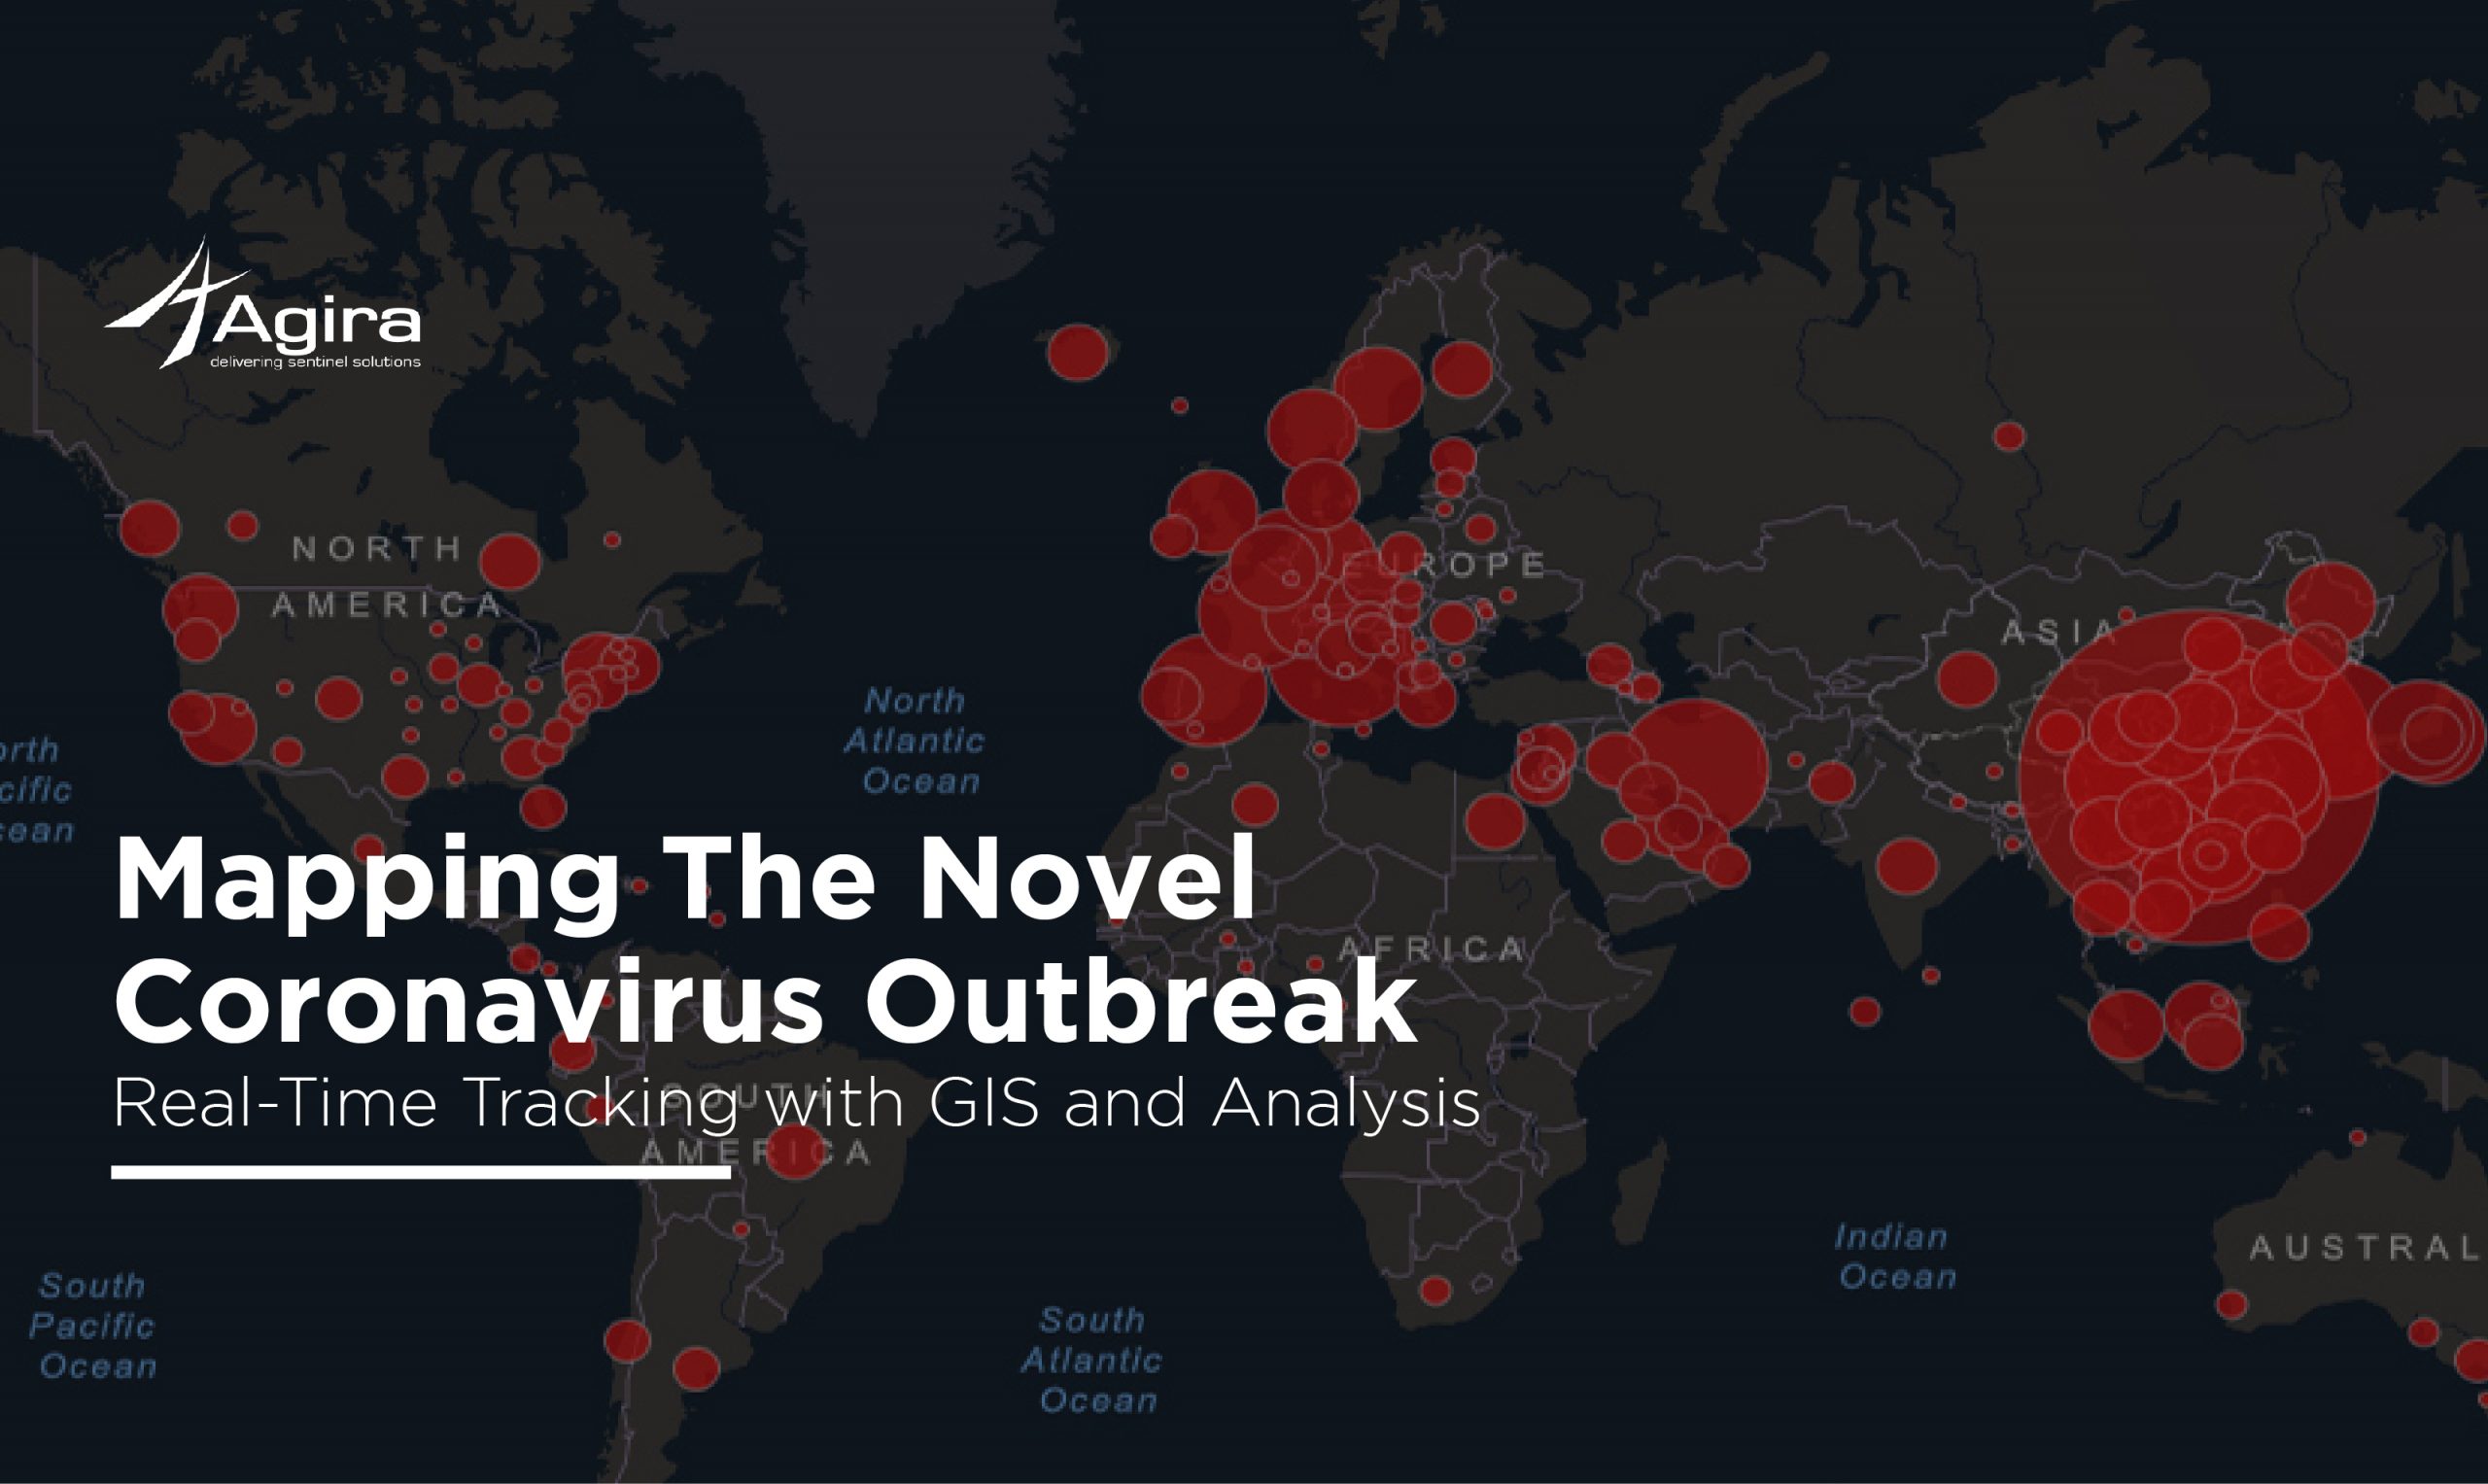 Agira
delivering sentinel solutions
NORTH
AMERICA
EUROPE
ASIA
North
Atlantic
Ocean
orth
cific
cean
Mapping The Novel
Coronavirus Outbreak
Real-Time Tracking with GIS and Analysis
AFRICA
SOUTH
AMERICA
Indian
Ocean
AUSTRAL
South
Pacific
Ocean
South
Atlantic
Ocean